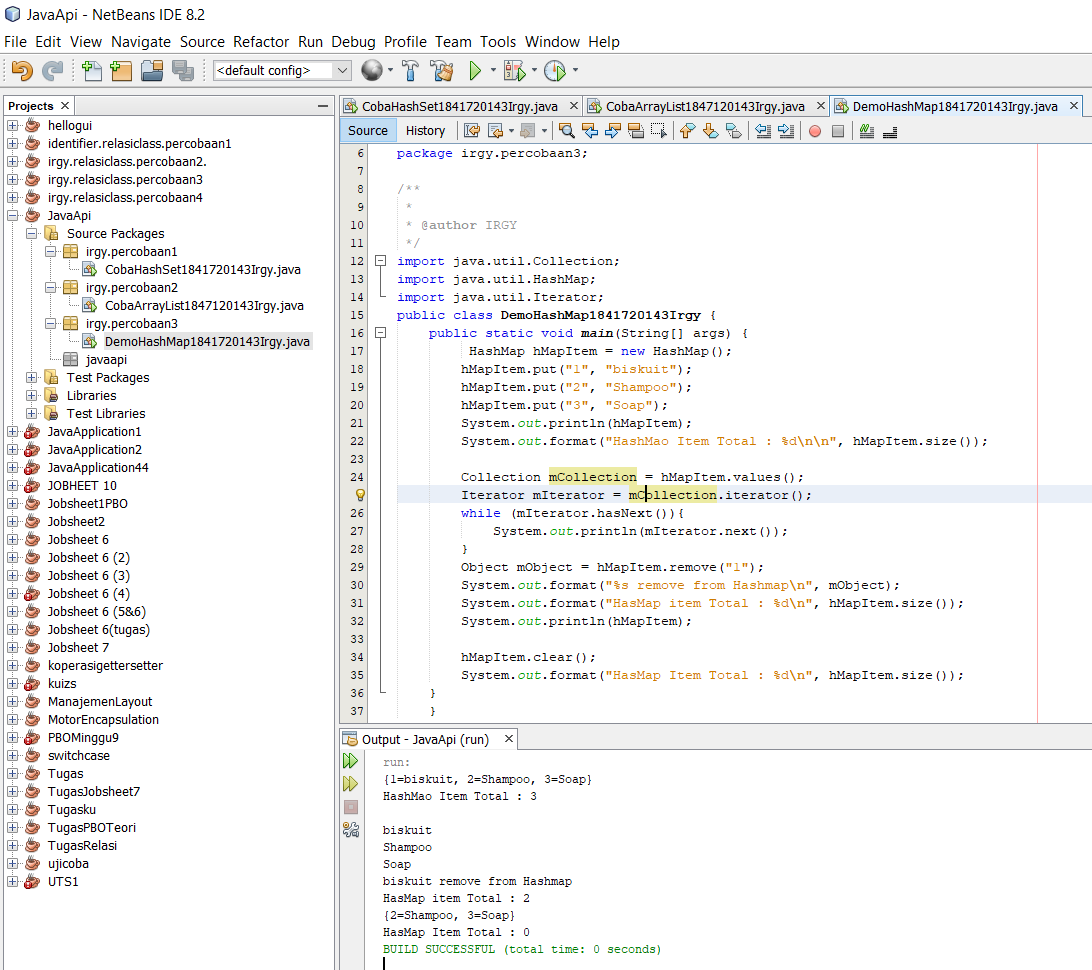 JavaApi - NetBeans IDE 8.2
File Edit View Navigate Source Refactor Run Debug Profile Team Tools Window Help
<default config>
Projects
hellogui
identifier.relasiclass.percobaan1
irgy.relasiclass.percobaan2.
irgy.relasiclass.percobaan3
irgy.relasiclass.percobaan4
JavaApi
Source Packages
irgy.percobaan1
CobaHashSet1841720143Irgy.java
irgy.percobaan2
CobaArrayList1847120143Irgy.java
irgy.percobaan3
DemoHashMap1841720143Irgy.java
javaapi
Test Packages
Libraries
Test Libraries
JavaApplication1
JavaApplication2
JavaApplication44
JOBHEET 10
Jobsheet1PBO
Jobsheet2
Jobsheet 6
Jobsheet 6 (2)
Jobsheet 6 (3)
Jobsheet 6 (4)
Jobsheet 6 (5&6)
Jobsheet 6(tugas)
Jobsheet 7
koperasigettersetter
kuizs
ManajemenLayout
MotorEncapsulation
PBOMinggu9
switchcase
Tugas
TugasJobsheet7
Tugasku
TugasPBOTeori
TugasRelasi
ujicoba
UTS1
CobaHashSet1841720143Irgy.java CobaArrayList1847120143Irgy.java DemoHashMap1841720143Irgy.java
Source History
6 package irgy.percobaan3;
7
8 /**
9 *
10 * @author IRGY
11 */
12 import java.util.Collection;
13 import java.util.HashMap;
14 import java.util.Iterator;
15 public class DemoHashMap1841720143Irgy {
16 public static void main(String[] args) {
17 HashMap hMapItem = new HashMap();
18 hMapItem.put("1", "biskuit");
19 hMapItem.put("2", "Shampoo");
20 hMapItem.put("3", "Soap");
21 System.out.println(hMapItem);
22 System.out.format("HashMao Item Total : %d\n\n", hMapItem.size());
23
24 Collection mCollection = hMapItem.values();
Iterator mIterator = mCollection.iterator();
26 while (mIterator.hasNext()){
27 System.out.println(mIterator.next());
28 }
29 Object mObject = hMapItem.remove("1");
30 System.out.format("%s remove from Hashmap\n", mObject);
31 System.out.format("HasMap item Total : %d\n", hMapItem.size());
32 System.out.println(hMapItem);
33
34 hMapItem.clear();
35 System.out.format("HasMap Item Total : %d\n", hMapItem.size());
36 }
37 }
Output - JavaApi (run)
run:
{1=biskuit, 2=Shampoo, 3=Soap}
HashMao Item Total : 3
biskuit
Shampoo
Soap
biskuit remove from Hashmap
HasMap item Total : 2
{2=Shampoo, 3=Soap}
HasMap Item Total : 0
BUILD SUCCESSFUL (total time: 0 seconds)